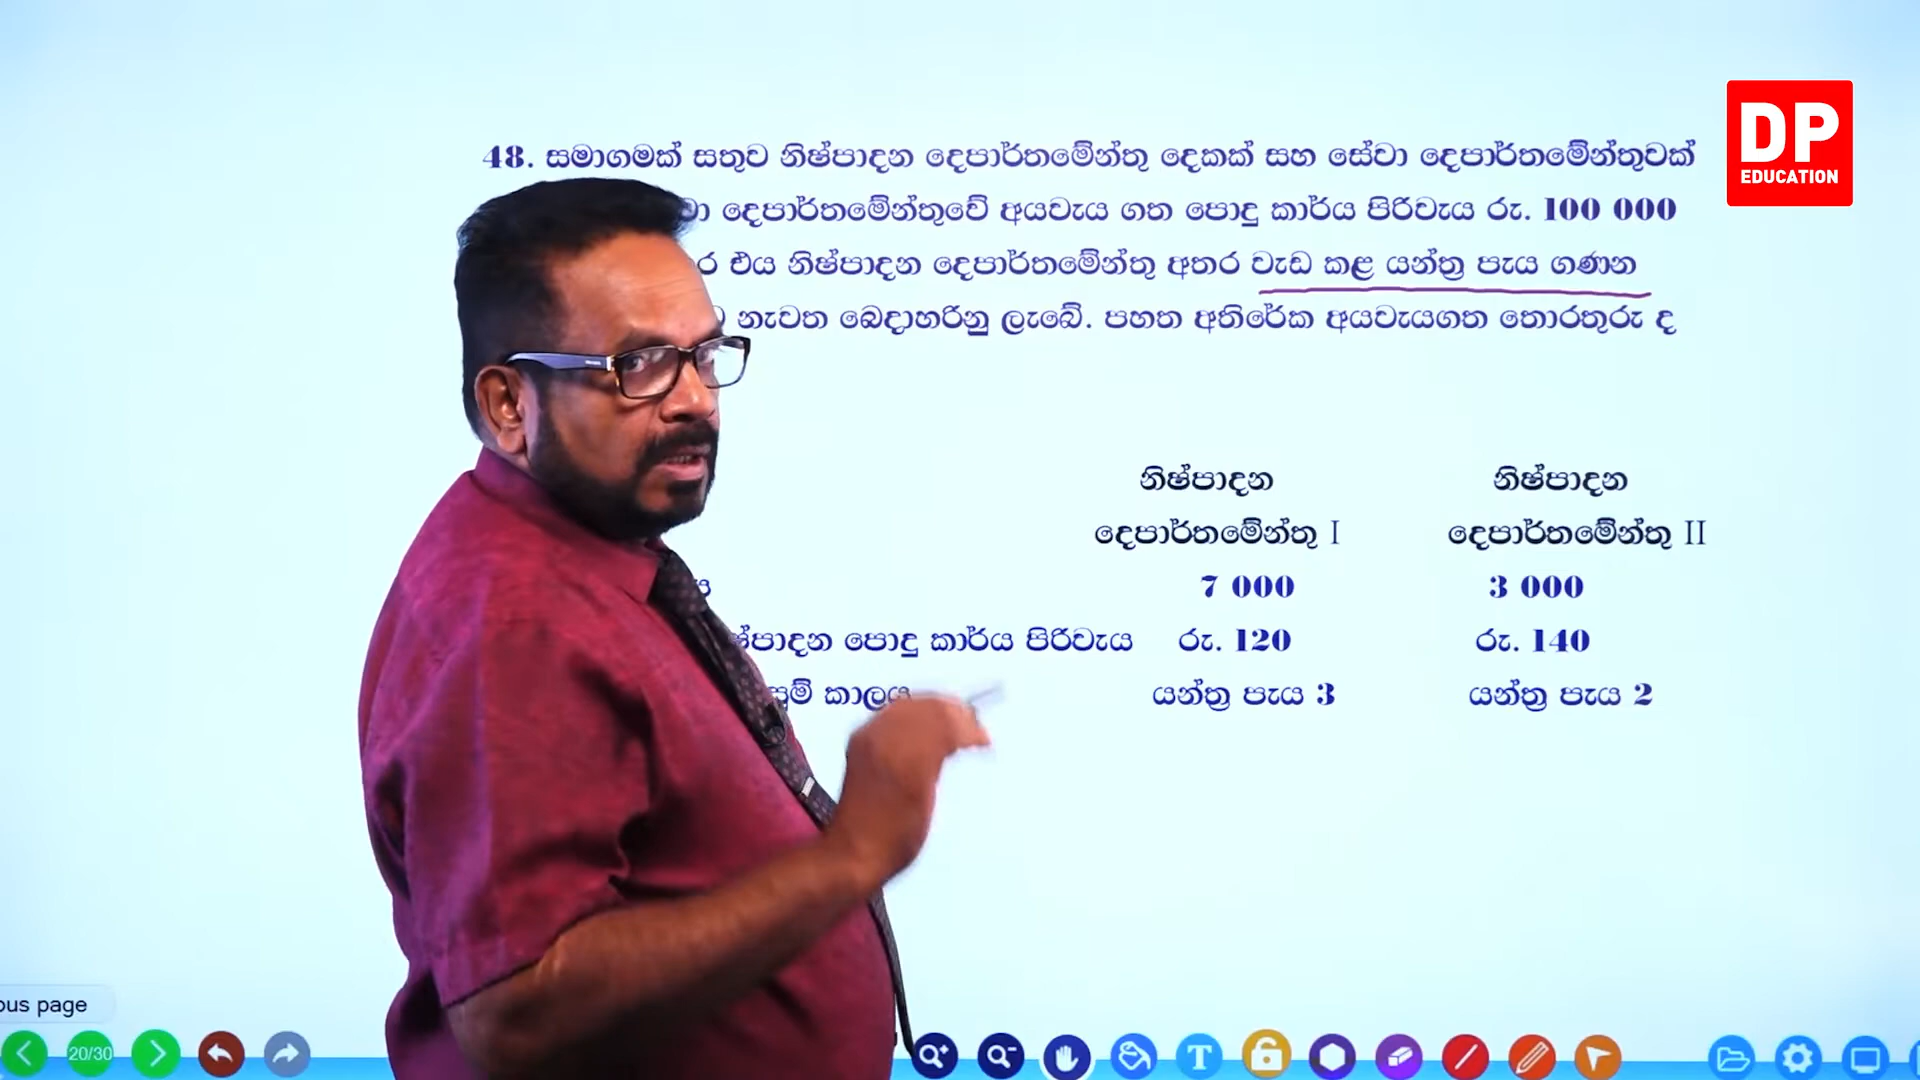 48. සමාගමක් සතුව නිෂ්පාදන දෙපාර්තමේන්තු දෙකක් සහ සේවා දෙපාර්තමේන්තුවක්
දෙපාර්තමේන්තුවේ අයවැය ගත පොදු කාර්ය පිරිවැය රු. 100 000
එය නිෂ්පාදන දෙපාර්තමේන්තු අතර වැඩ කළ යන්ත්‍ර පැය ගණන
නැවත බෙදාහරිනු ලැබේ. පහත අතිරේක අයවැයගත තොරතුරු ද
නිෂ්පාදන නිෂ්පාදන
දෙපාර්තමේන්තු I දෙපාර්තමේන්තු II
7 000 3 000
පොදු කාර්ය පිරිවැය රු. 120 රු. 140
යන්ත්‍ර පැය 3 යන්ත්‍ර පැය 2
DP
EDUCATION
page
20/30
T